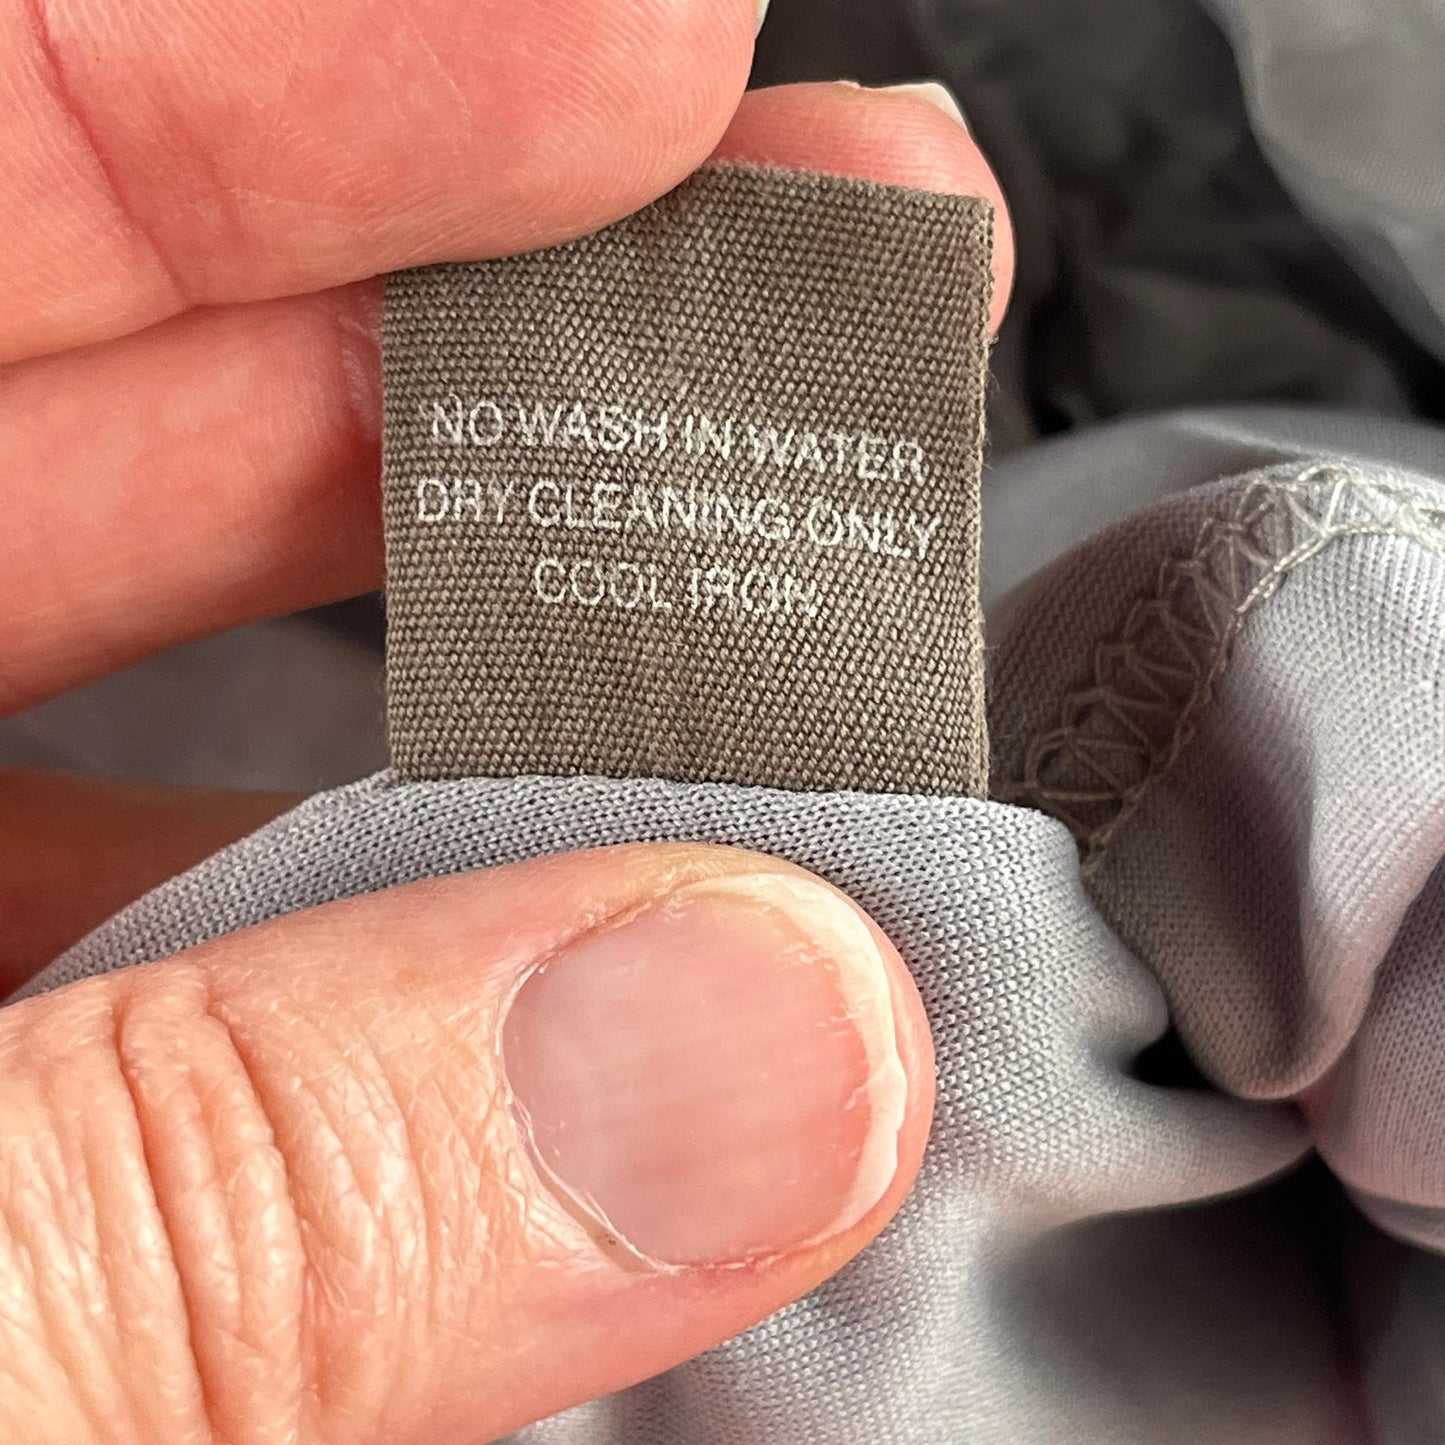 NO WASH IN WATER
DRY CLEANING ONLY
COOL IRON